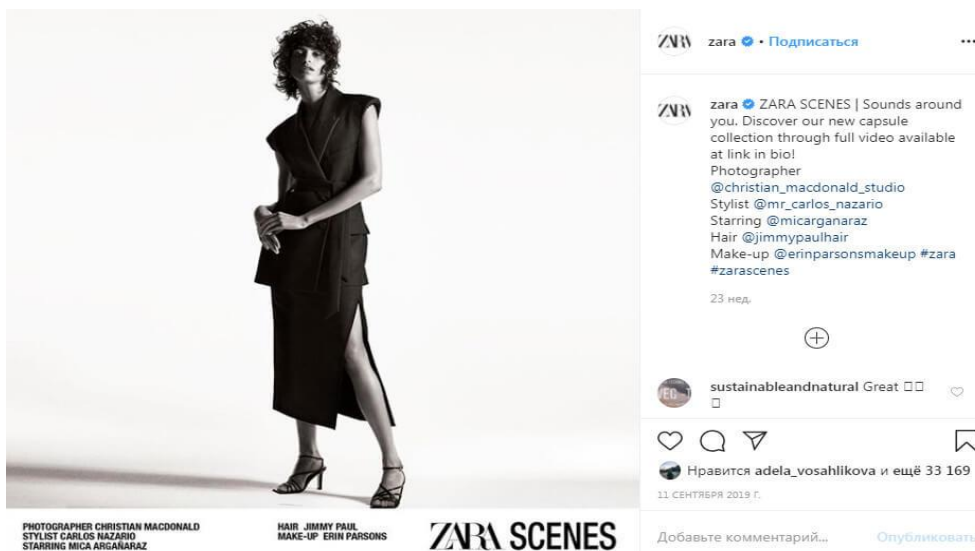 PHOTOGRAPHER CHRISTIAN MACDONALD
STYLIST CARLOS NAZARIO
STARRING MICA ARGAÑARAZ
HAIR JIMMY PAUL
MAKE-UP ERIN PARSONS
ZARA SCENES
ZARA zara • Подписаться
ZARA zara ZARA SCENES | Sounds around
you. Discover our new capsule
collection through full video available
at link in bio!
Photographer
@christian_macdonald_studio
Stylist @mr_carlos_nazario
Starring @micarganaraz
Hair @jimmypaulhair
Make-up @erinparsonsmakeup #zara
#zarascenes
23 нед.
sustainableandnatural Great
Нравится adela_vosahlikova и ещё 33 169
11 СЕНТЯБРЯ 2019 Г.
Добавьте комментарий... Опубликовать